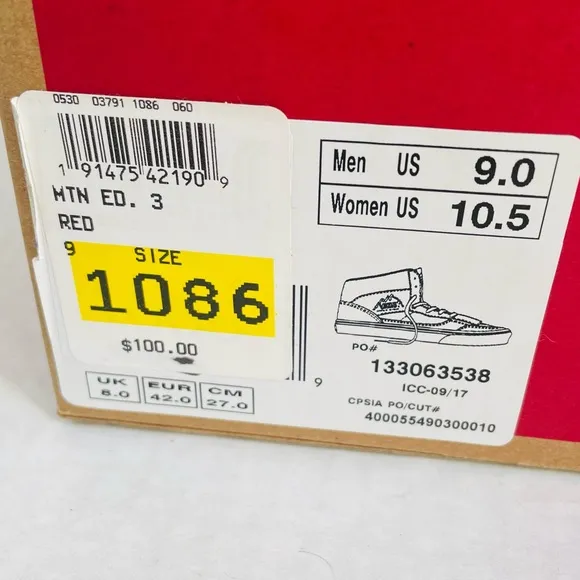 0530 03791 1086 060
1 91475 42190 9
MTN ED. 3
RED
9 SIZE
1086
$100.00
Men US 9.0
Women US 10.5
PO#
133063538
ICC-09/17
CPSIA PO/CUT#
400055490300010
9
UK EUR CM
8.0 42.0 27.0